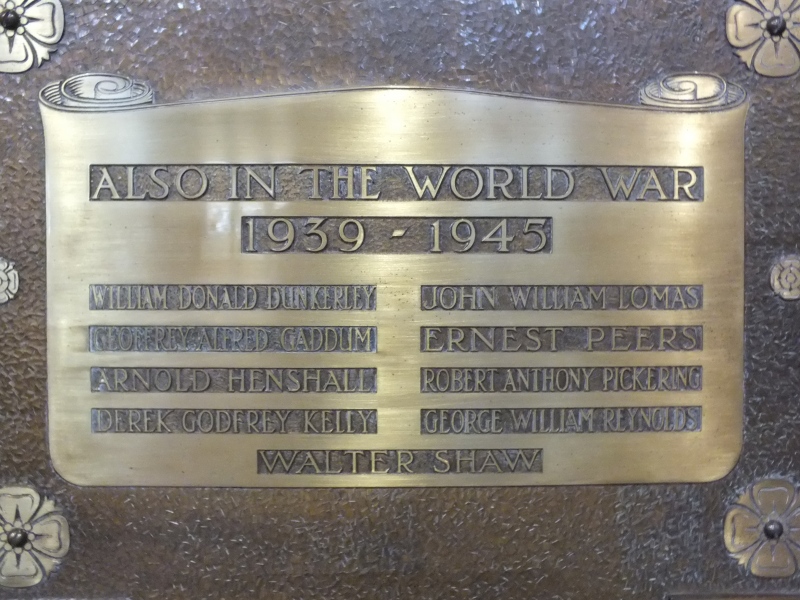 ALSO IN THE WORLD WAR
1939 - 1945
WILLIAM DONALD DUNKERLEY
GEOFFREY ALFRED GADDUM
ARNOLD HENSHALL
DEREK GODFREY KELLY
JOHN WILLIAM LOMAS
ERNEST PEERS
ROBERT ANTHONY PICKERING
GEORGE WILLIAM REYNOLDS
WALTER SHAW